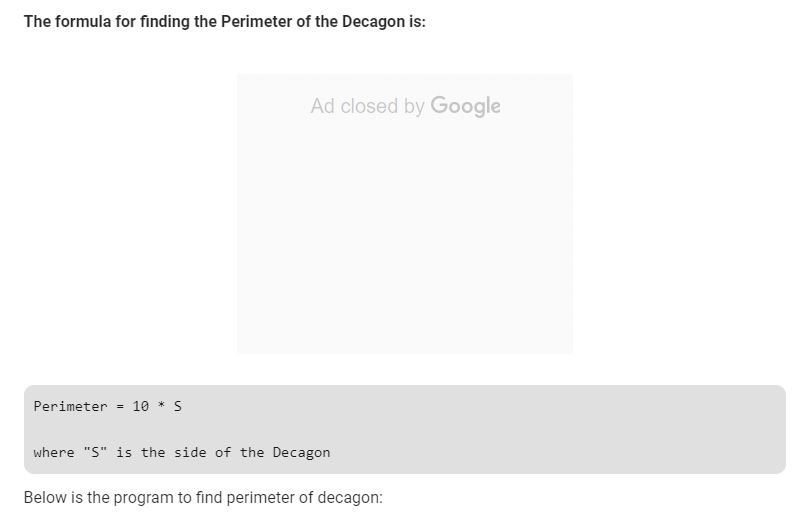 The formula for finding the Perimeter of the Decagon is:
Ad closed by Google
Perimeter = 10 * S
where "S" is the side of the Decagon
Below is the program to find perimeter of decagon: